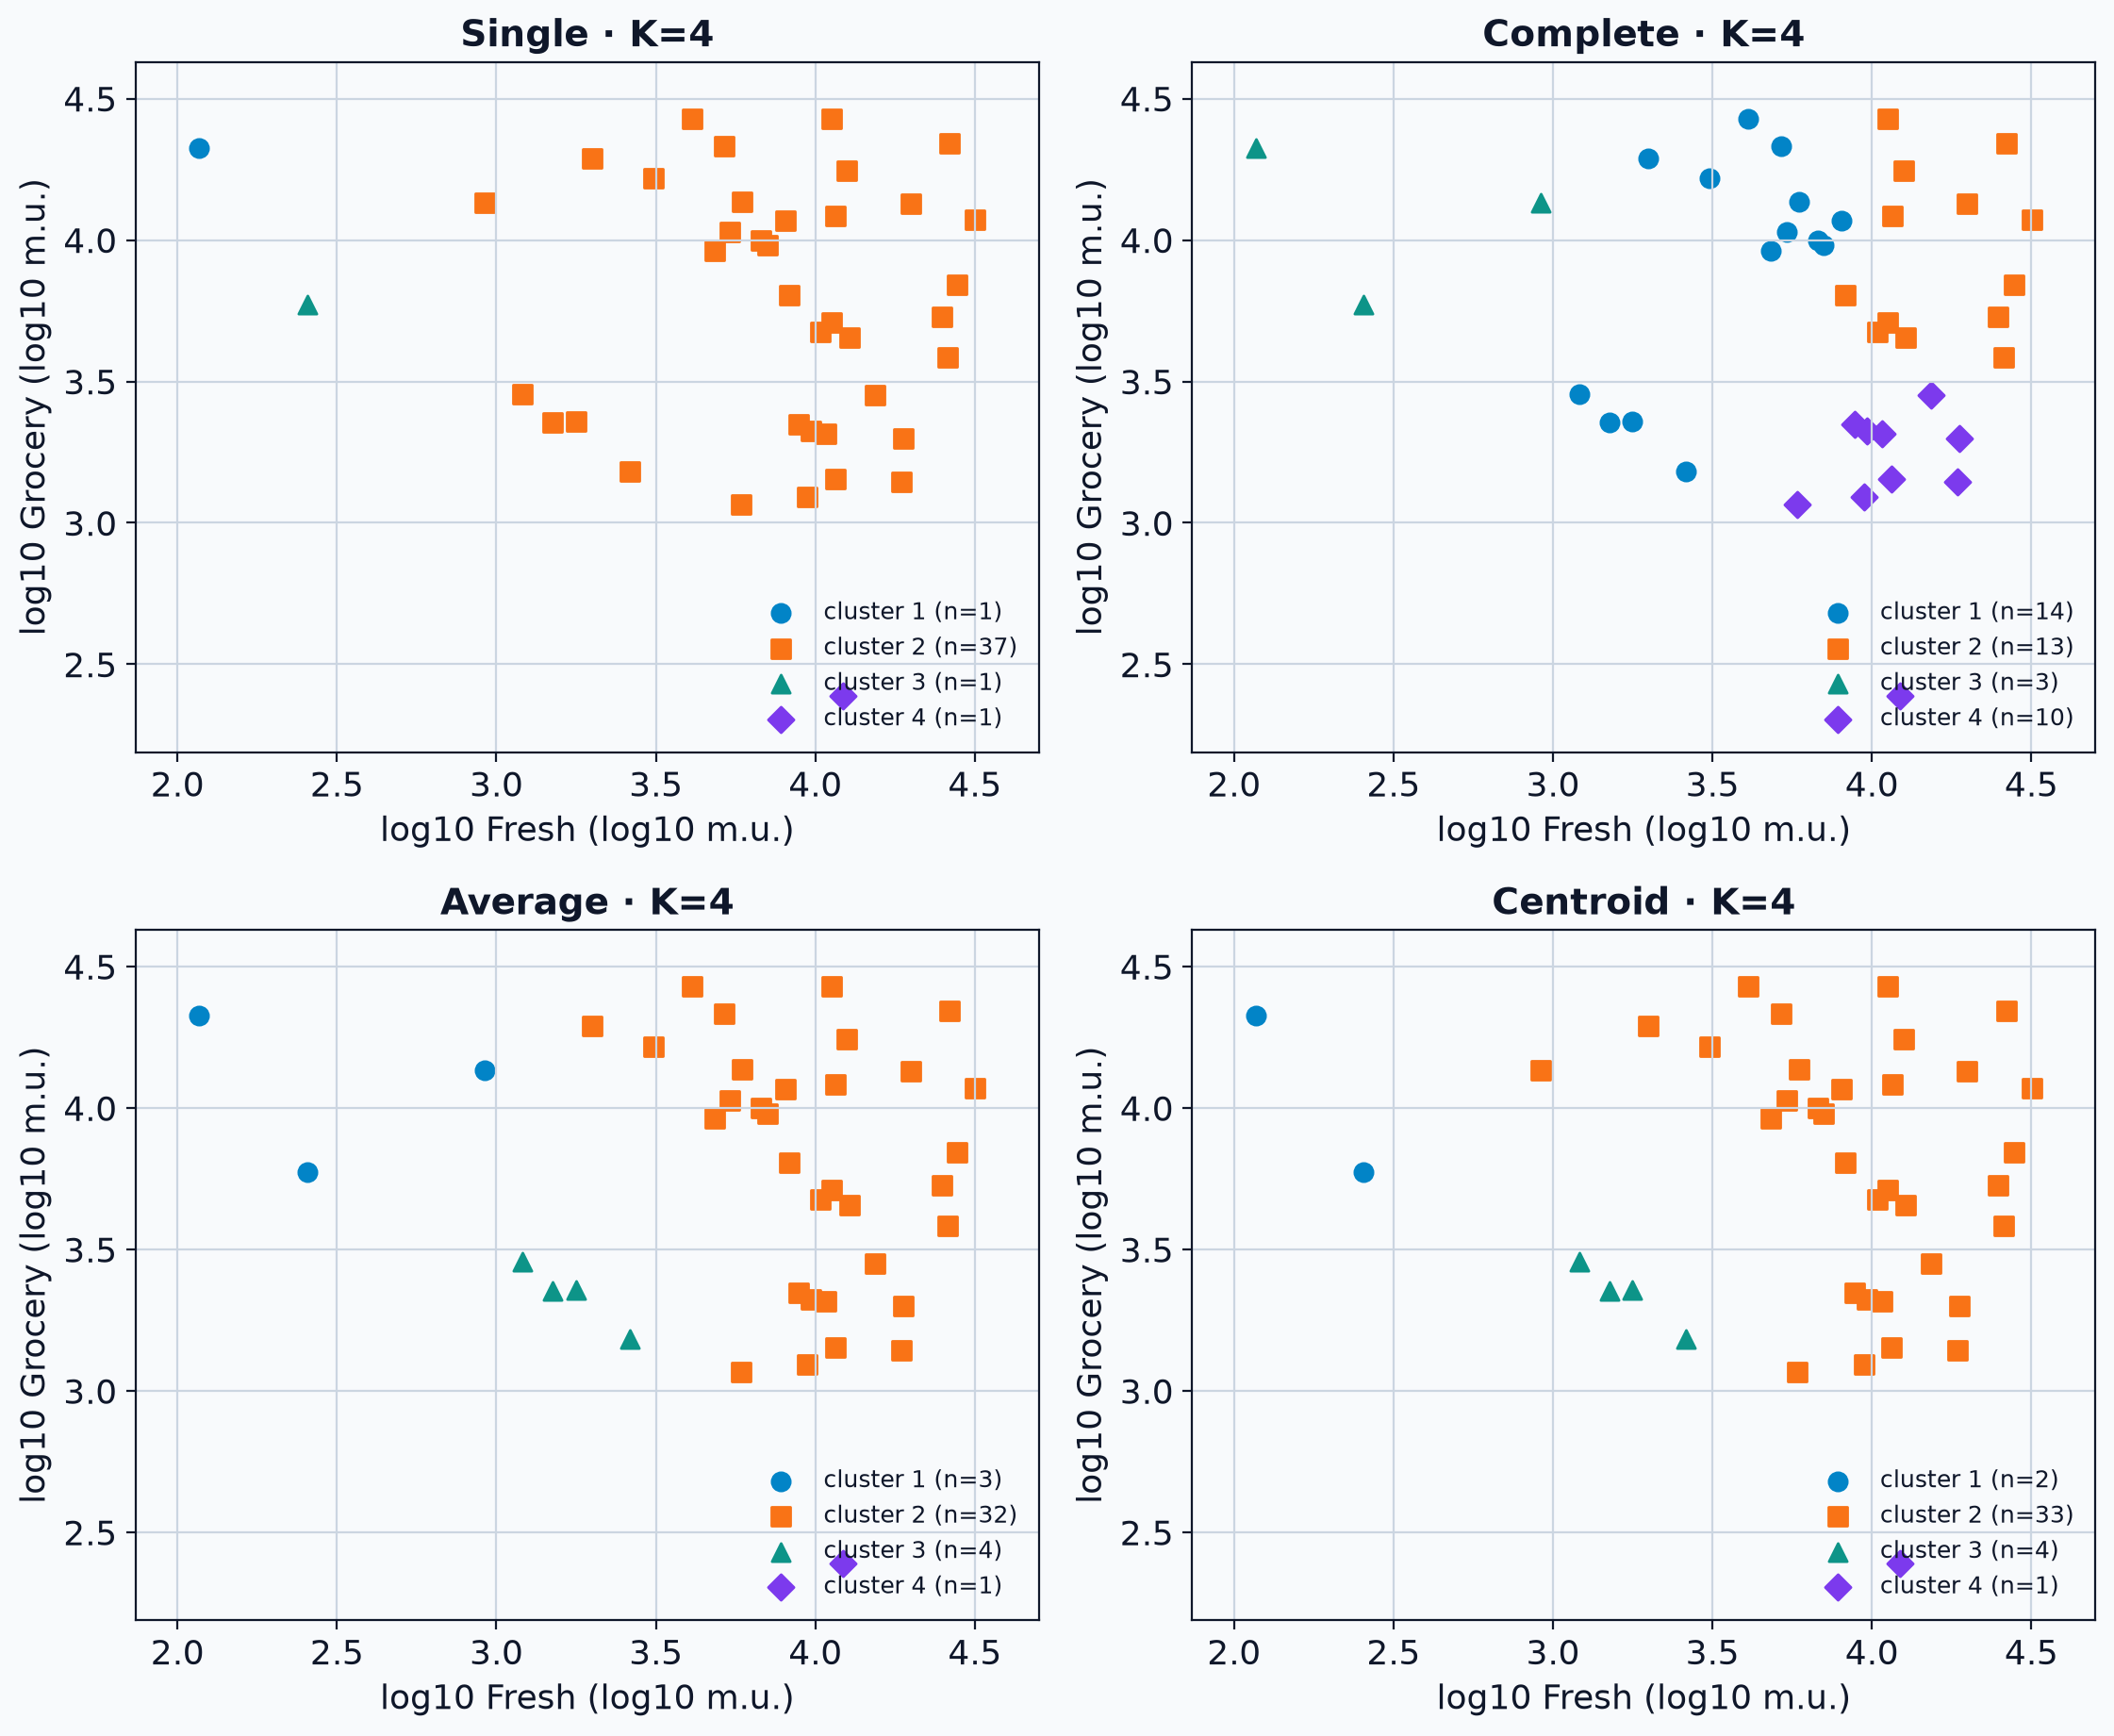 Single · K=4
4.5
4.0
3.5
3.0
2.5
log10 Grocery (log10 m.u.)
cluster 1 (n=1)
cluster 2 (n=37)
cluster 3 (n=1)
cluster 4 (n=1)
2.0 2.5 3.0 3.5 4.0 4.5
log10 Fresh (log10 m.u.)
Complete · K=4
4.5
4.0
3.5
3.0
2.5
log10 Grocery (log10 m.u.)
cluster 1 (n=14)
cluster 2 (n=13)
cluster 3 (n=3)
cluster 4 (n=10)
2.0 2.5 3.0 3.5 4.0 4.5
log10 Fresh (log10 m.u.)
Average · K=4
4.5
4.0
3.5
3.0
2.5
log10 Grocery (log10 m.u.)
cluster 1 (n=3)
cluster 2 (n=32)
cluster 3 (n=4)
cluster 4 (n=1)
2.0 2.5 3.0 3.5 4.0 4.5
log10 Fresh (log10 m.u.)
Centroid · K=4
4.5
4.0
3.5
3.0
2.5
log10 Grocery (log10 m.u.)
cluster 1 (n=2)
cluster 2 (n=33)
cluster 3 (n=4)
cluster 4 (n=1)
2.0 2.5 3.0 3.5 4.0 4.5
log10 Fresh (log10 m.u.)